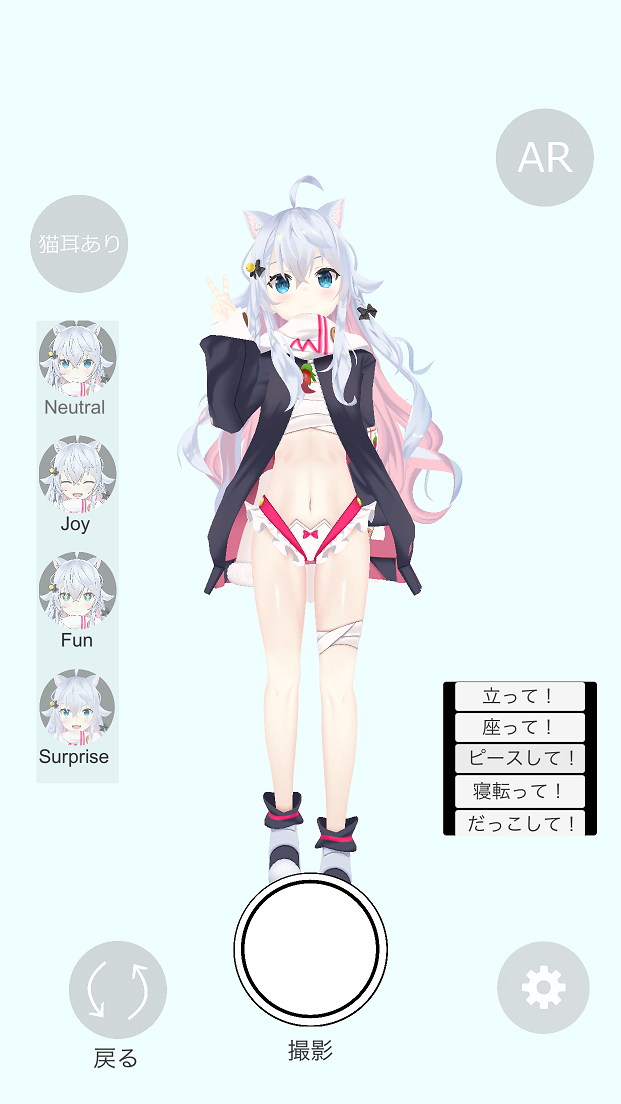 AR
猫耳あり
Neutral
Joy
Fun
Surprise
立って！
座って！
ピースして！
寝転って！
だっこして！
戻る
撮影